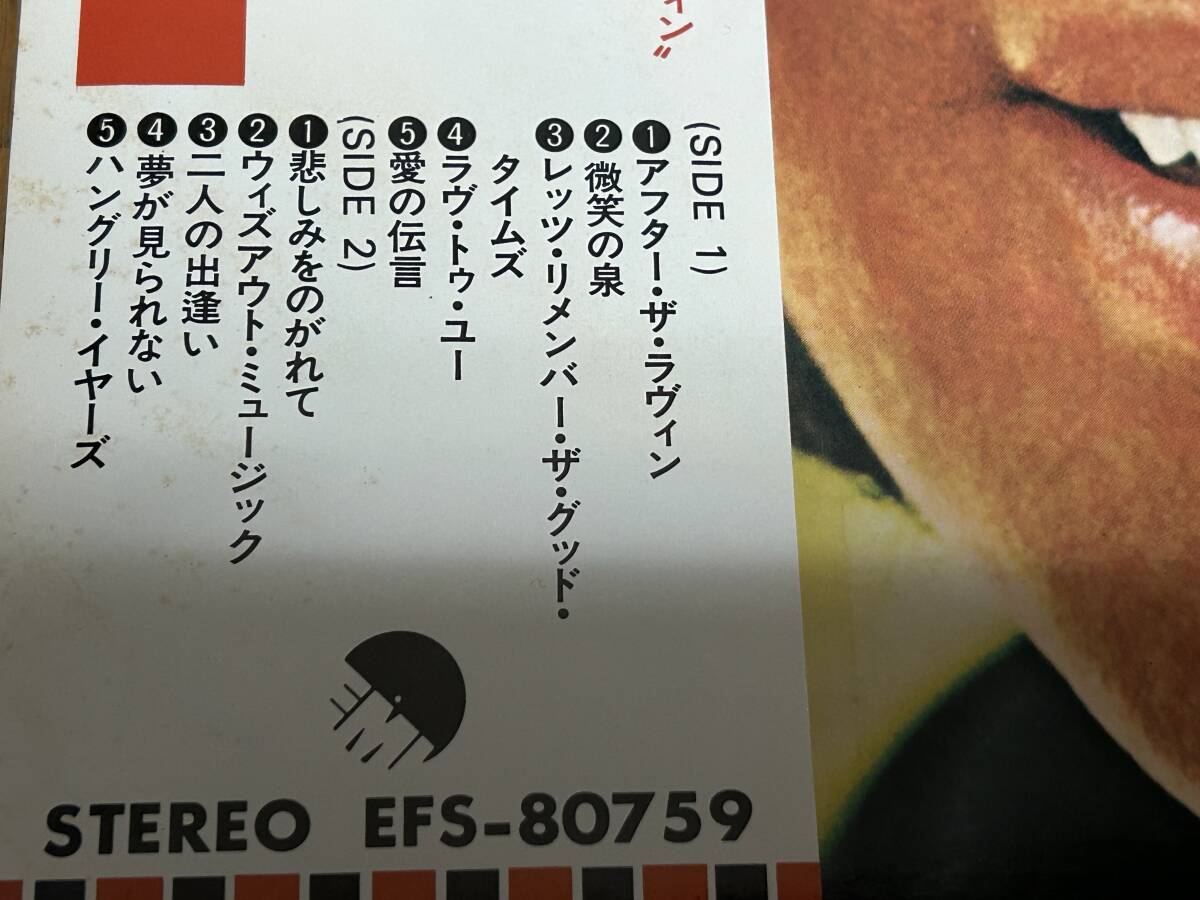 ィン〟
(SIDE 1)
❶アフター・ザ・ラヴィン
❷微笑の泉
❸レッツ・リメンバー・ザ・グッド・
タイムズ
❹ラヴ・トゥ・ユー
❺愛の伝言
(SIDE 2)
❶悲しみをのがれて
❷ウィズアウト・ミュージック
❸二人の出逢い
❹夢が見られない
❺ハングリー・イヤーズ
STEREO EFS-80759